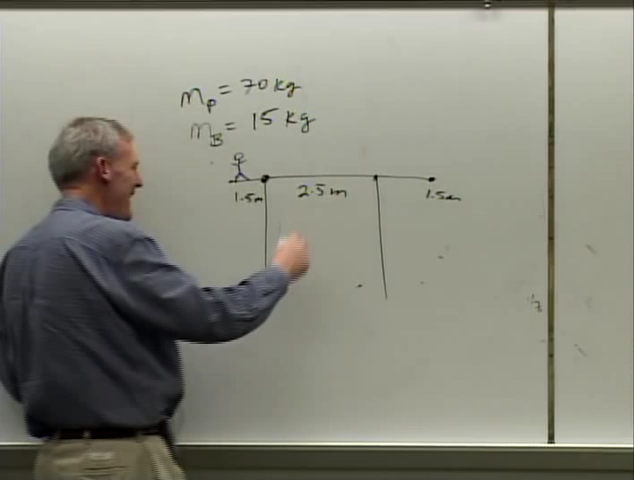 mp = 70 kg
mB = 15 kg
1.5m 2.5m 1.5m